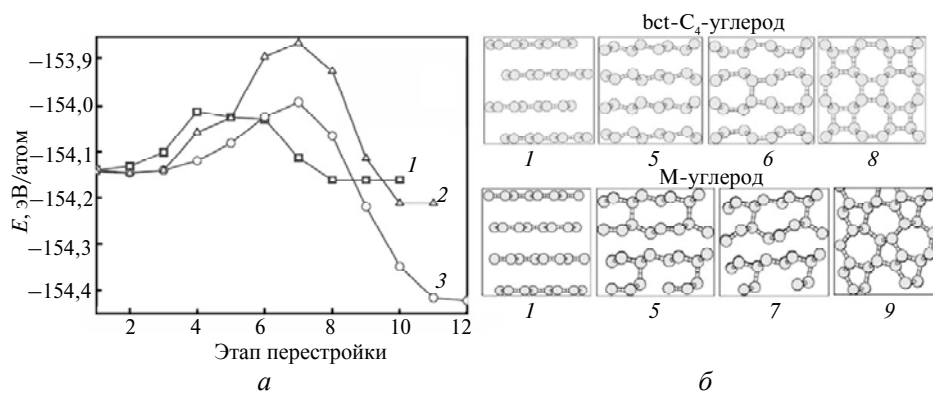 E, эВ/атом
−153,9
−154,0
−154,1
−154,2
−154,3
−154,4
1
2
3
2 4 6 8 10 12
Этап перестройки
а
bct-C₄-углерод
1 5 6 8
М-углерод
1 5 7 9
б